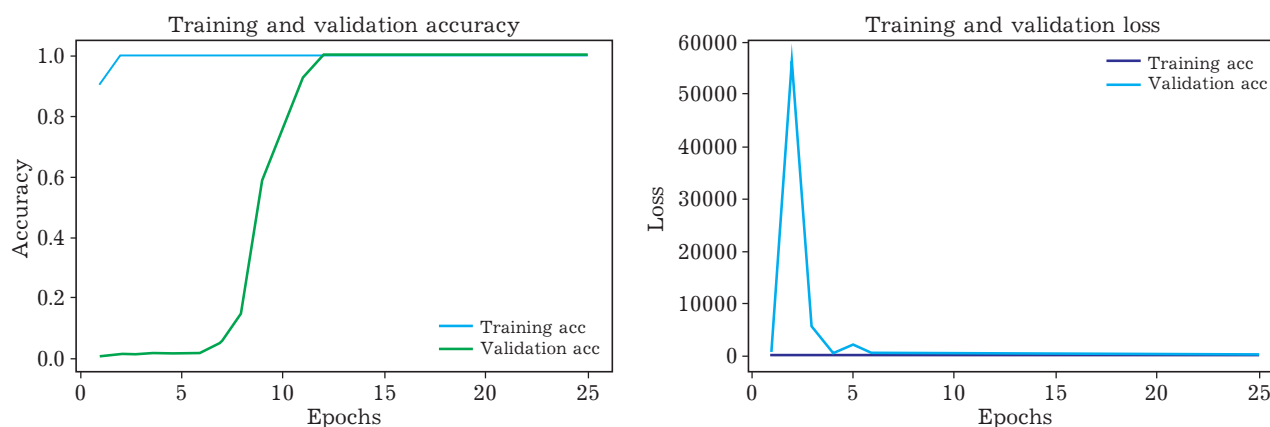 Training and validation accuracy
1.0
0.8
0.6
0.4
0.2
0.0
Accuracy
Training acc
Validation acc
0 5 10 15 20 25
Epochs
Training and validation loss
60000
50000
40000
30000
20000
10000
0
Loss
Training acc
Validation acc
0 5 10 15 20 25
Epochs